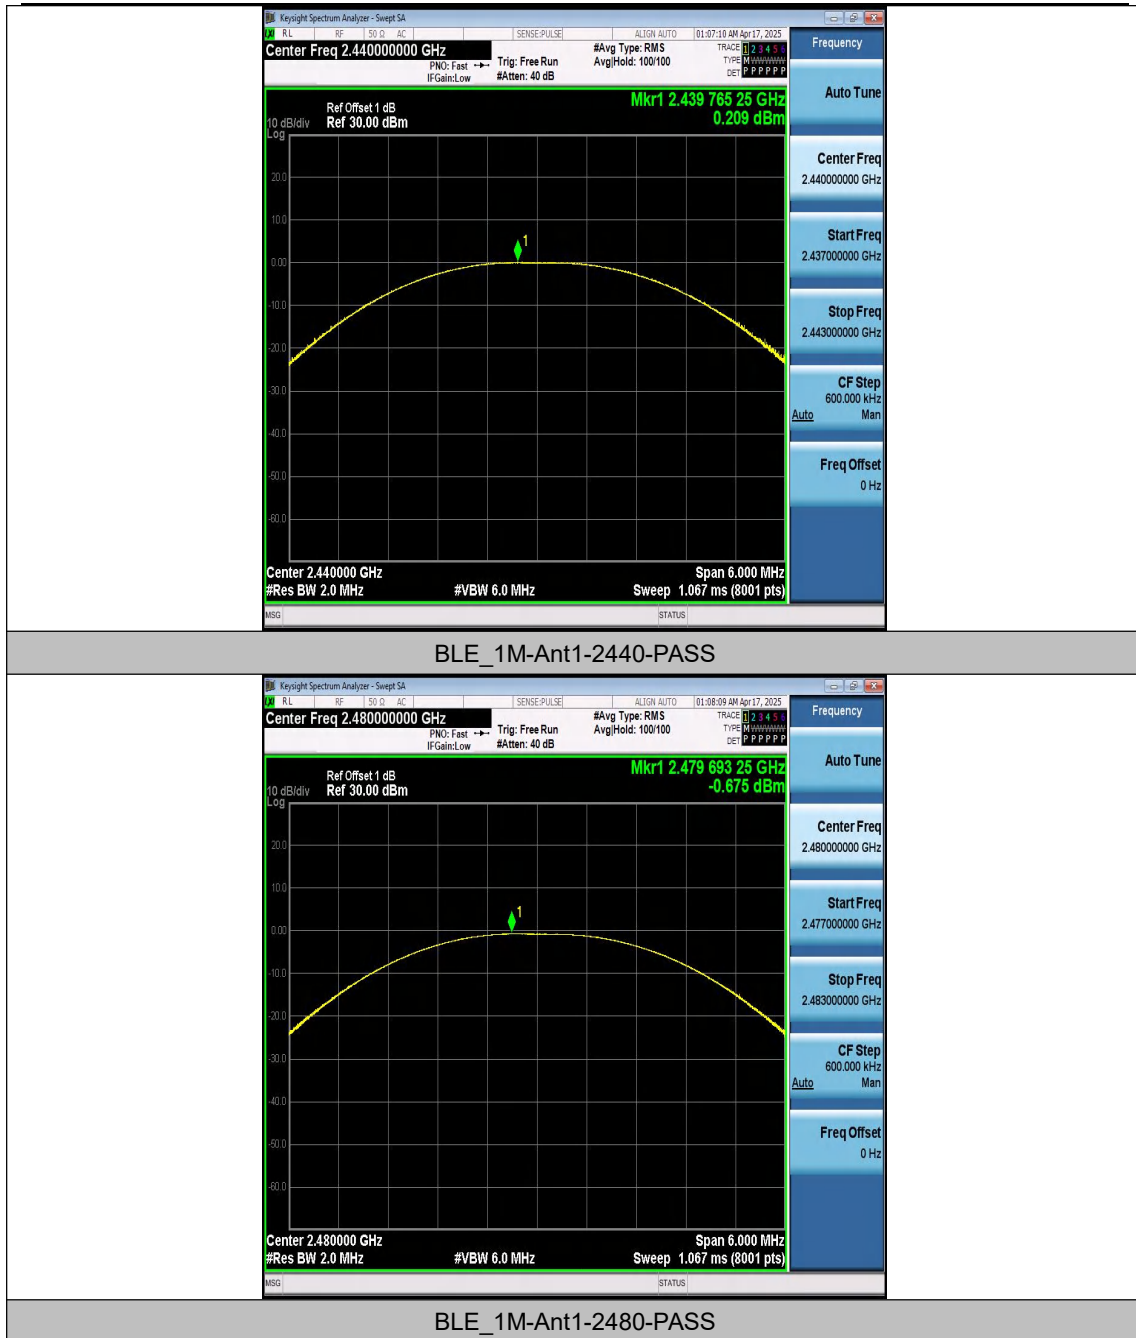 Keysight Spectrum Analyzer - Swept SA
RL RF 50 Ω AC SENSE:PULSE ALIGN AUTO 01:07:10 AM Apr 17, 2025
Center Freq 2.440000000 GHz
PNO: Fast
IFGain:Low
Trig: Free Run
#Atten: 40 dB
#Avg Type: RMS
Avg|Hold: 100/100
TRACE 1 2 3 4 5 6
TYPE M WWWWW
DET P P P P P P
Frequency
Mkr1 2.439 765 25 GHz
0.209 dBm
Ref Offset 1 dB
10 dB/div Ref 30.00 dBm
Log
20.0
10.0
0.00
-10.0
-20.0
-30.0
-40.0
-50.0
-60.0
1
Center 2.440000 GHz Span 6.000 MHz
#Res BW 2.0 MHz #VBW 6.0 MHz Sweep 1.067 ms (8001 pts)
MSG STATUS
Auto Tune
Center Freq
2.440000000 GHz
Start Freq
2.437000000 GHz
Stop Freq
2.443000000 GHz
CF Step
600.000 kHz
Auto Man
Freq Offset
0 Hz
BLE_1M-Ant1-2440-PASS
Keysight Spectrum Analyzer - Swept SA
RL RF 50 Ω AC SENSE:PULSE ALIGN AUTO 01:08:09 AM Apr 17, 2025
Center Freq 2.480000000 GHz
PNO: Fast
IFGain:Low
Trig: Free Run
#Atten: 40 dB
#Avg Type: RMS
Avg|Hold: 100/100
TRACE 1 2 3 4 5 6
TYPE M WWWWW
DET P P P P P P
Frequency
Mkr1 2.479 693 25 GHz
-0.675 dBm
Ref Offset 1 dB
10 dB/div Ref 30.00 dBm
Log
20.0
10.0
0.00
-10.0
-20.0
-30.0
-40.0
-50.0
-60.0
1
Center 2.480000 GHz Span 6.000 MHz
#Res BW 2.0 MHz #VBW 6.0 MHz Sweep 1.067 ms (8001 pts)
MSG STATUS
Auto Tune
Center Freq
2.480000000 GHz
Start Freq
2.477000000 GHz
Stop Freq
2.483000000 GHz
CF Step
600.000 kHz
Auto Man
Freq Offset
0 Hz
BLE_1M-Ant1-2480-PASS